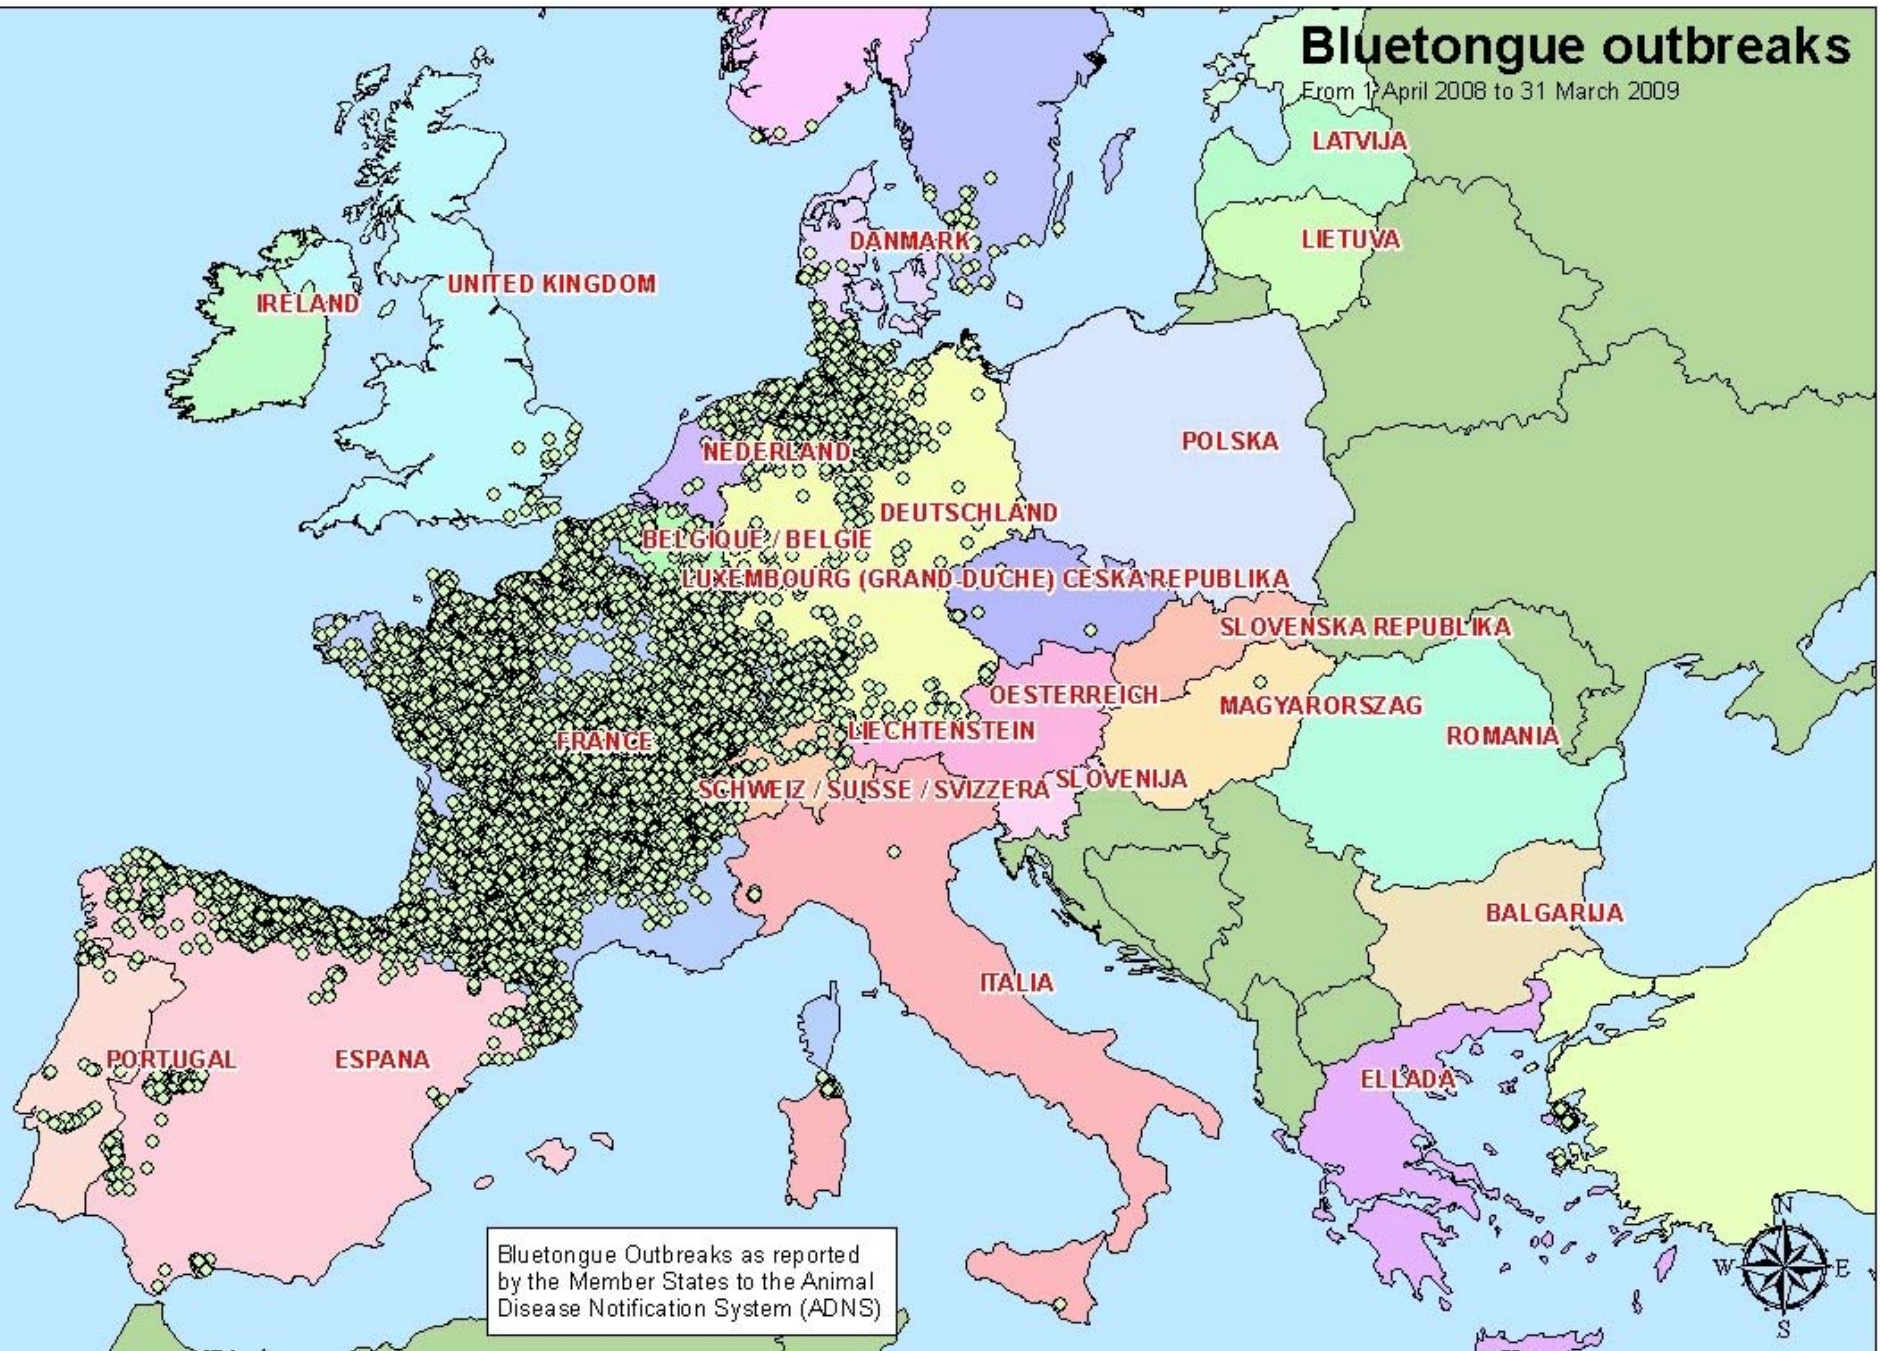 Bluetongue outbreaks
From 1 April 2008 to 31 March 2009
LATVIJA
DANMARK
LIETUVA
UNITED KINGDOM
IRELAND
POLSKA
NEDERLAND
DEUTSCHLAND
BELGIQUE / BELGIE
LUXEMBOURG (GRAND-DUCHE)
CESKA REPUBLIKA
SLOVENSKA REPUBLIKA
OESTERREICH
MAGYARORSZAG
LIECHTENSTEIN
ROMANIA
FRANCE
SLOVENIJA
SCHWEIZ / SUISSE / SVIZZERA
BALGARIJA
ITALIA
PORTUGAL
ESPANA
ELLADA
N
W
E
S
Bluetongue Outbreaks as reported
by the Member States to the Animal
Disease Notification System (ADNS)